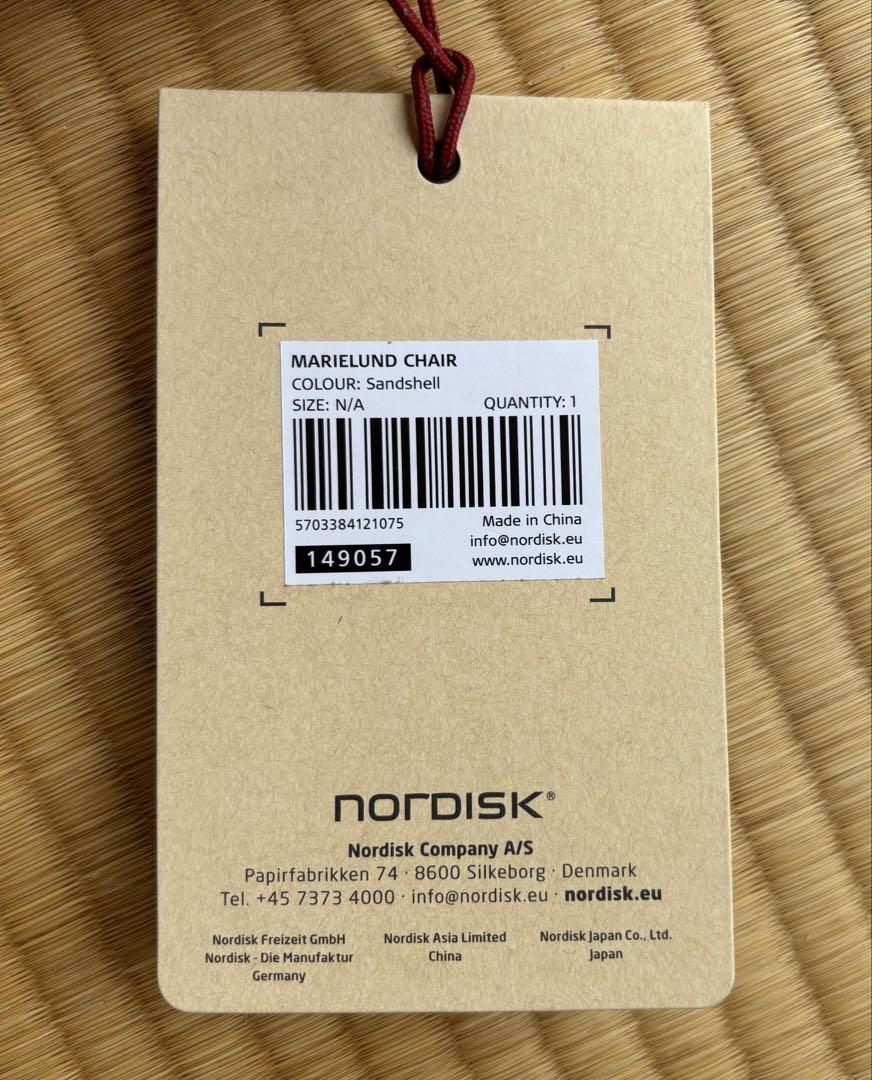 MARIELUND CHAIR
COLOUR: Sandshell
SIZE: N/A QUANTITY: 1
5703384121075 Made in China
info@nordisk.eu
149057 www.nordisk.eu
NORDISK®
Nordisk Company A/S
Papirfabrikken 74 · 8600 Silkeborg · Denmark
Tel. +45 7373 4000 · info@nordisk.eu · nordisk.eu
Nordisk Freizeit GmbH
Nordisk - Die Manufaktur
Germany
Nordisk Asia Limited
China
Nordisk Japan Co., Ltd.
Japan